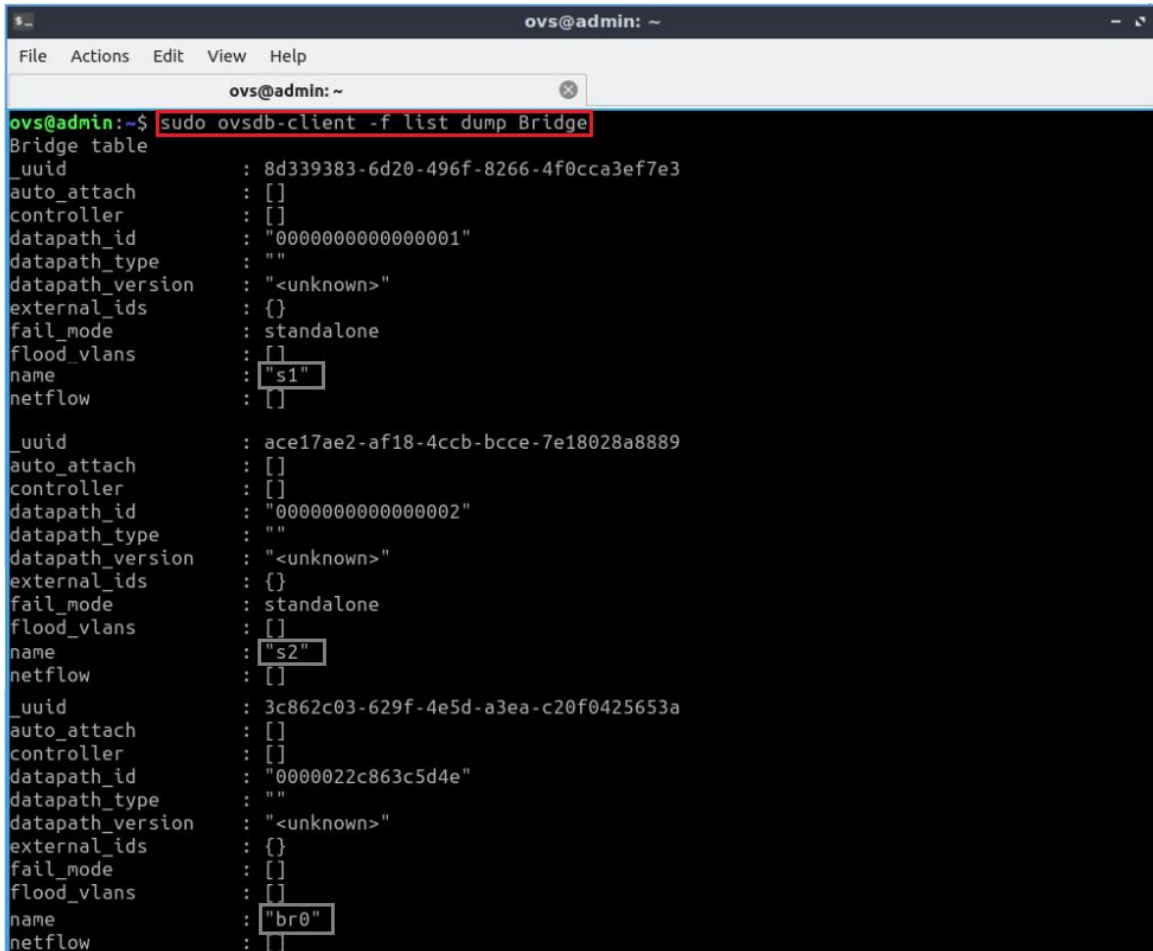 ovs@admin: ~
File Actions Edit View Help
ovs@admin: ~
ovs@admin:~$ sudo ovsdb-client -f list dump Bridge
Bridge table
_uuid : 8d339383-6d20-496f-8266-4f0cca3ef7e3
auto_attach : []
controller : []
datapath_id : "0000000000000001"
datapath_type : ""
datapath_version : "<unknown>"
external_ids : {}
fail_mode : standalone
flood_vlans : []
name : "s1"
netflow : []
_uuid : ace17ae2-af18-4ccb-bcce-7e18028a8889
auto_attach : []
controller : []
datapath_id : "0000000000000002"
datapath_type : ""
datapath_version : "<unknown>"
external_ids : {}
fail_mode : standalone
flood_vlans : []
name : "s2"
netflow : []
_uuid : 3c862c03-629f-4e5d-a3ea-c20f0425653a
auto_attach : []
controller : []
datapath_id : "0000022c863c5d4e"
datapath_type : ""
datapath_version : "<unknown>"
external_ids : {}
fail_mode : []
flood_vlans : []
name : "br0"
netflow : []